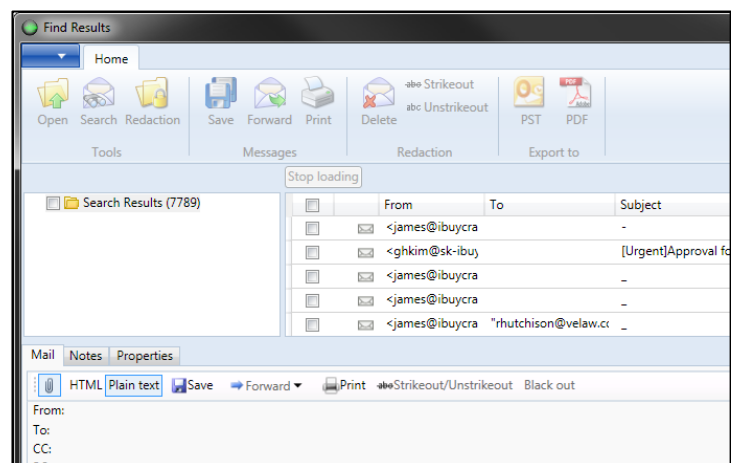 Find Results
Home
Open Search Redaction Save Forward Print Delete abc Strikeout abc Unstrikeout PST PDF
Tools Messages Redaction Export to
Stop loading
Search Results (7789)
From To Subject
<james@ibuycra -
<ghkim@sk-ibuy [Urgent]Approval fo
<james@ibuycra _
<james@ibuycra _
<james@ibuycra "rhutchison@velaw.cc _
Mail Notes Properties
HTML Plain text Save Forward Print abcStrikeout/Unstrikeout Black out
From:
To:
CC: